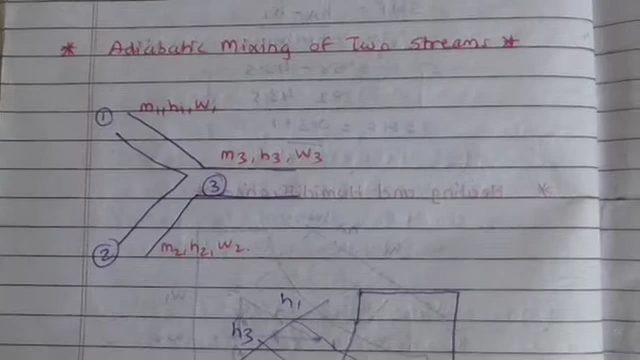 * Adiabatic Mixing of Two Streams *
① m1, h1, W1
m3, h3, W3
③
② m2, h2, W2.
h1
h3